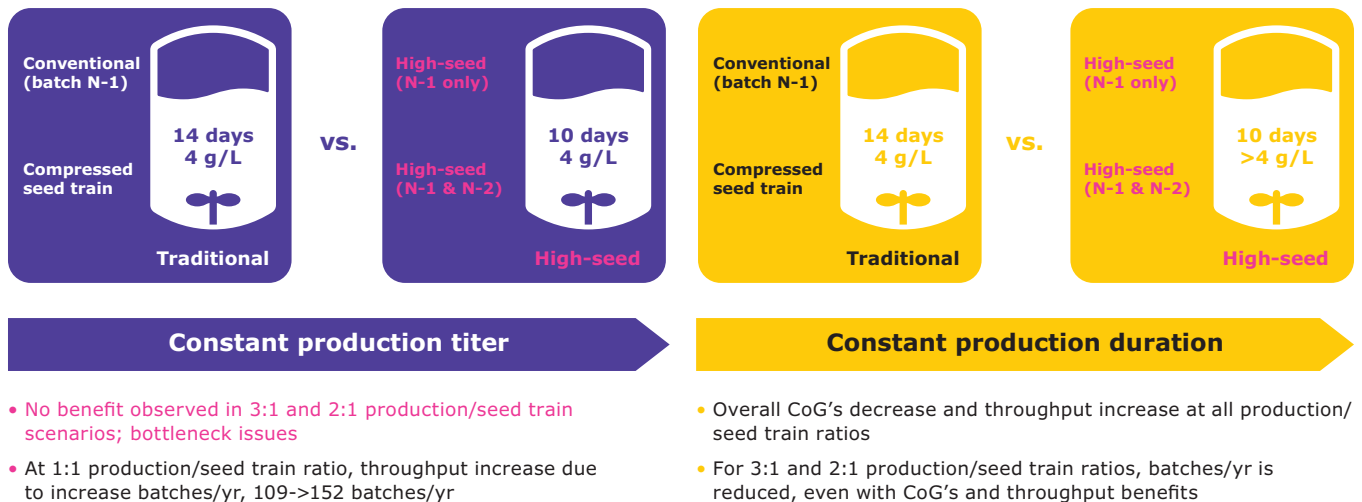 Conventional
(batch N-1)
Compressed
seed train
14 days
4 g/L
Traditional
vs.
High-seed
(N-1 only)
High-seed
(N-1 & N-2)
10 days
4 g/L
High-seed
Conventional
(batch N-1)
Compressed
seed train
14 days
4 g/L
Traditional
vs.
High-seed
(N-1 only)
High-seed
(N-1 & N-2)
10 days
>4 g/L
High-seed
Constant production titer
• No benefit observed in 3:1 and 2:1 production/seed train
scenarios; bottleneck issues
• At 1:1 production/seed train ratio, throughput increase due
to increase batches/yr, 109->152 batches/yr
Constant production duration
• Overall CoG's decrease and throughput increase at all production/
seed train ratios
• For 3:1 and 2:1 production/seed train ratios, batches/yr is
reduced, even with CoG's and throughput benefits